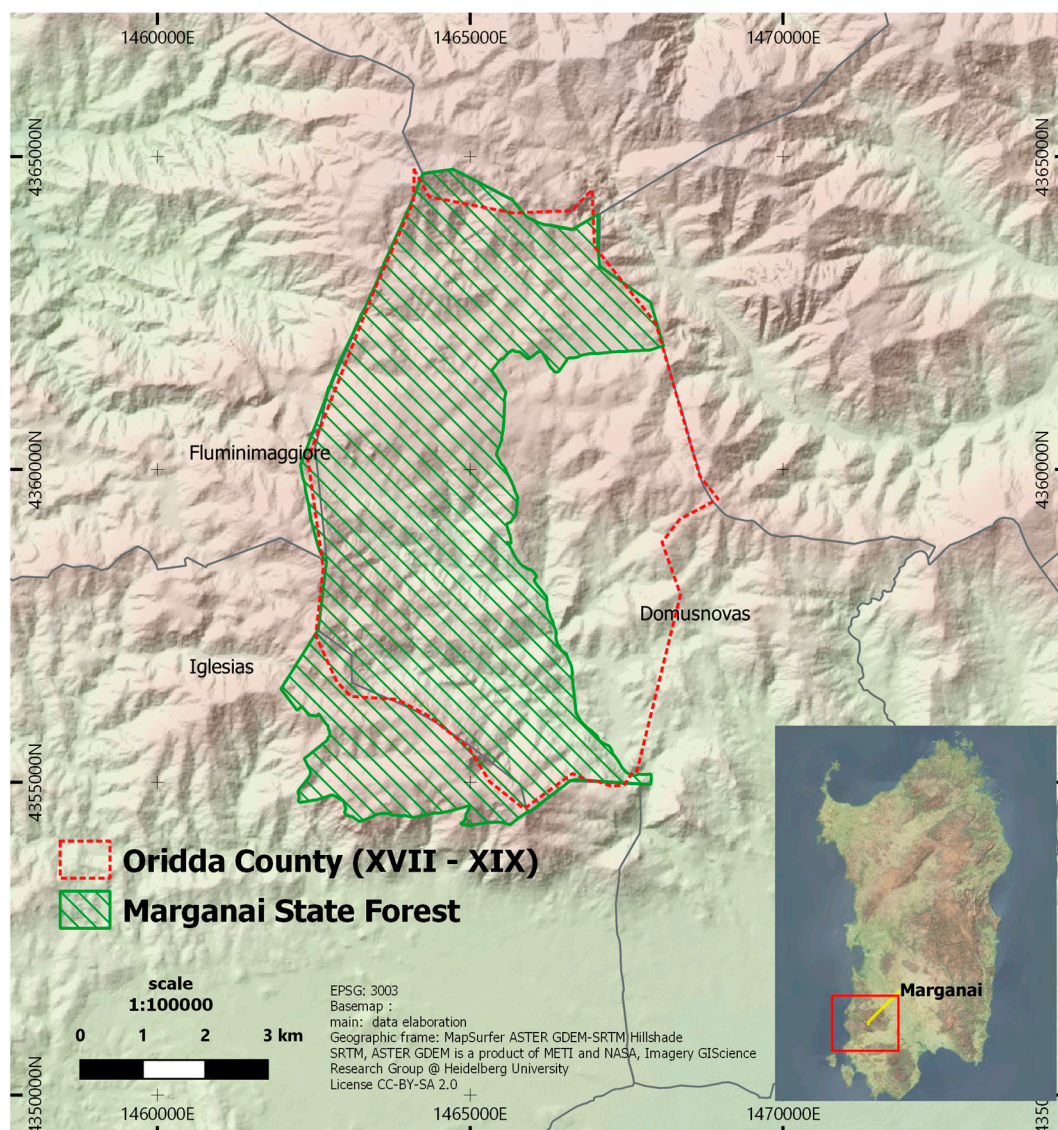 1460000E 1465000E 1470000E
4365000N 4365000N
Fluminimaggiore
4360000N 4360000N
Domusnovas
Iglesias
4355000N
Oridda County (XVII - XIX)
Marganai State Forest
Marganai
scale
1:100000
0 1 2 3 km
EPSG: 3003
Basemap :
main: data elaboration
Geographic frame: MapSurfer ASTER GDEM-SRTM Hillshade
SRTM, ASTER GDEM is a product of METI and NASA, Imagery GIScience
Research Group @ Heidelberg University
License CC-BY-SA 2.0
4350000N 4350
1460000E 1465000E 1470000E